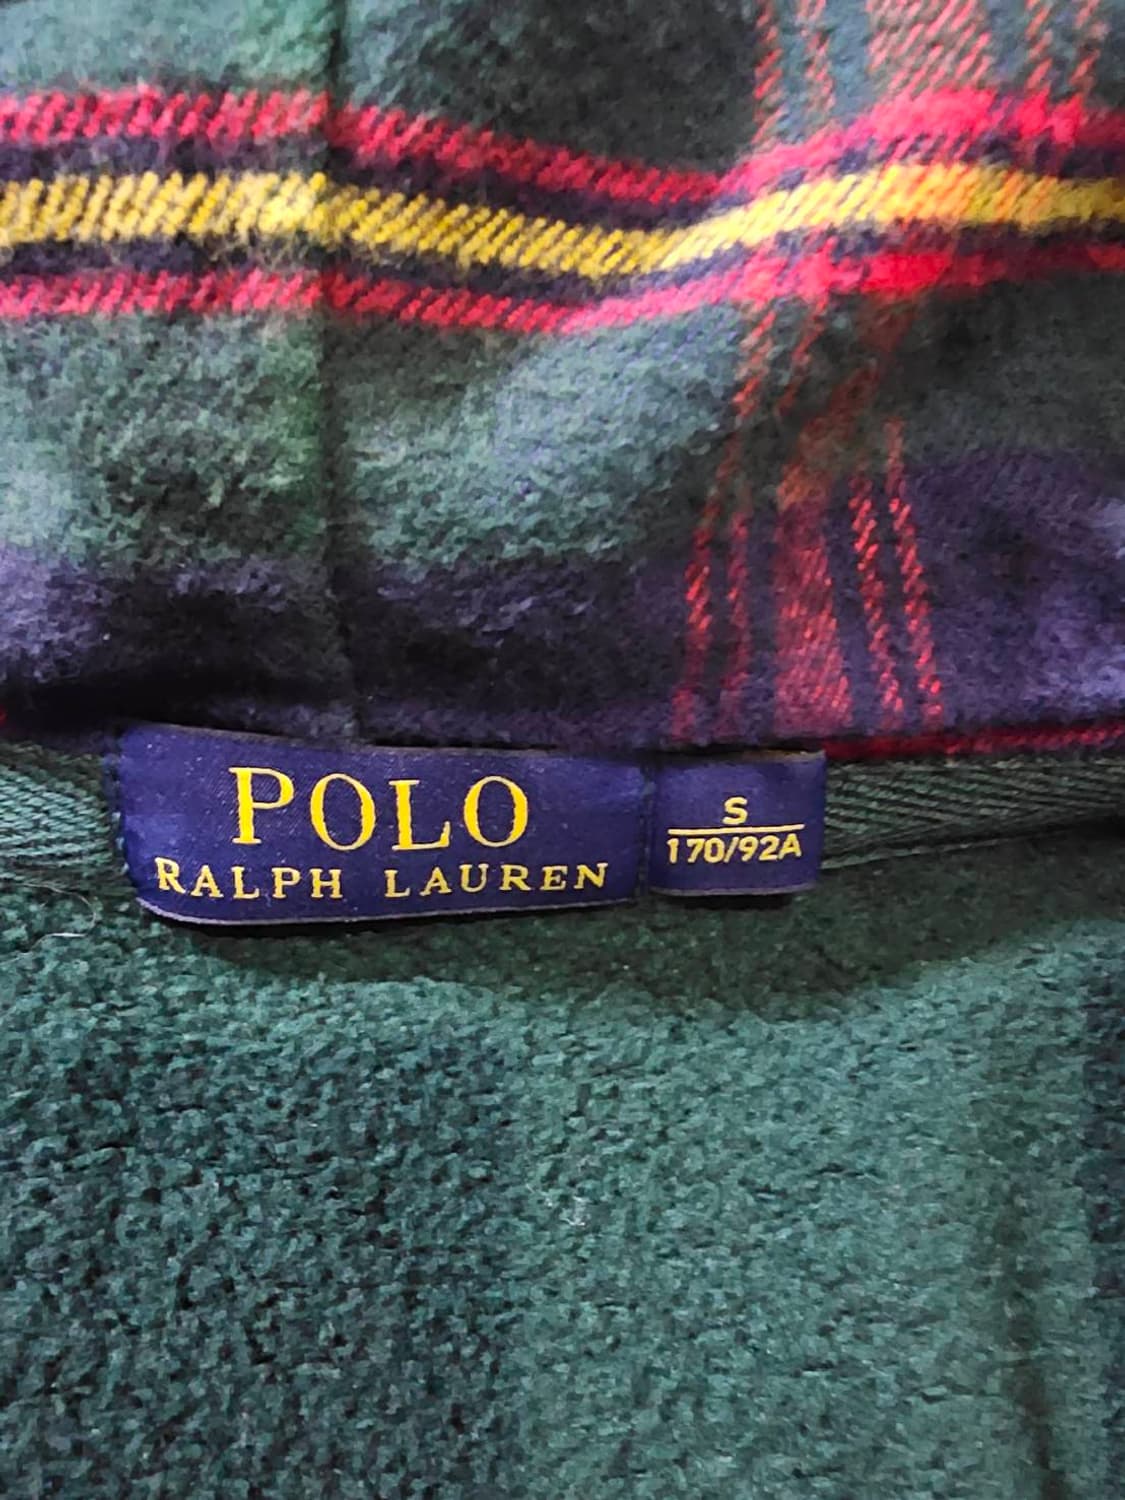 POLO
RALPH LAUREN
S
170/92A